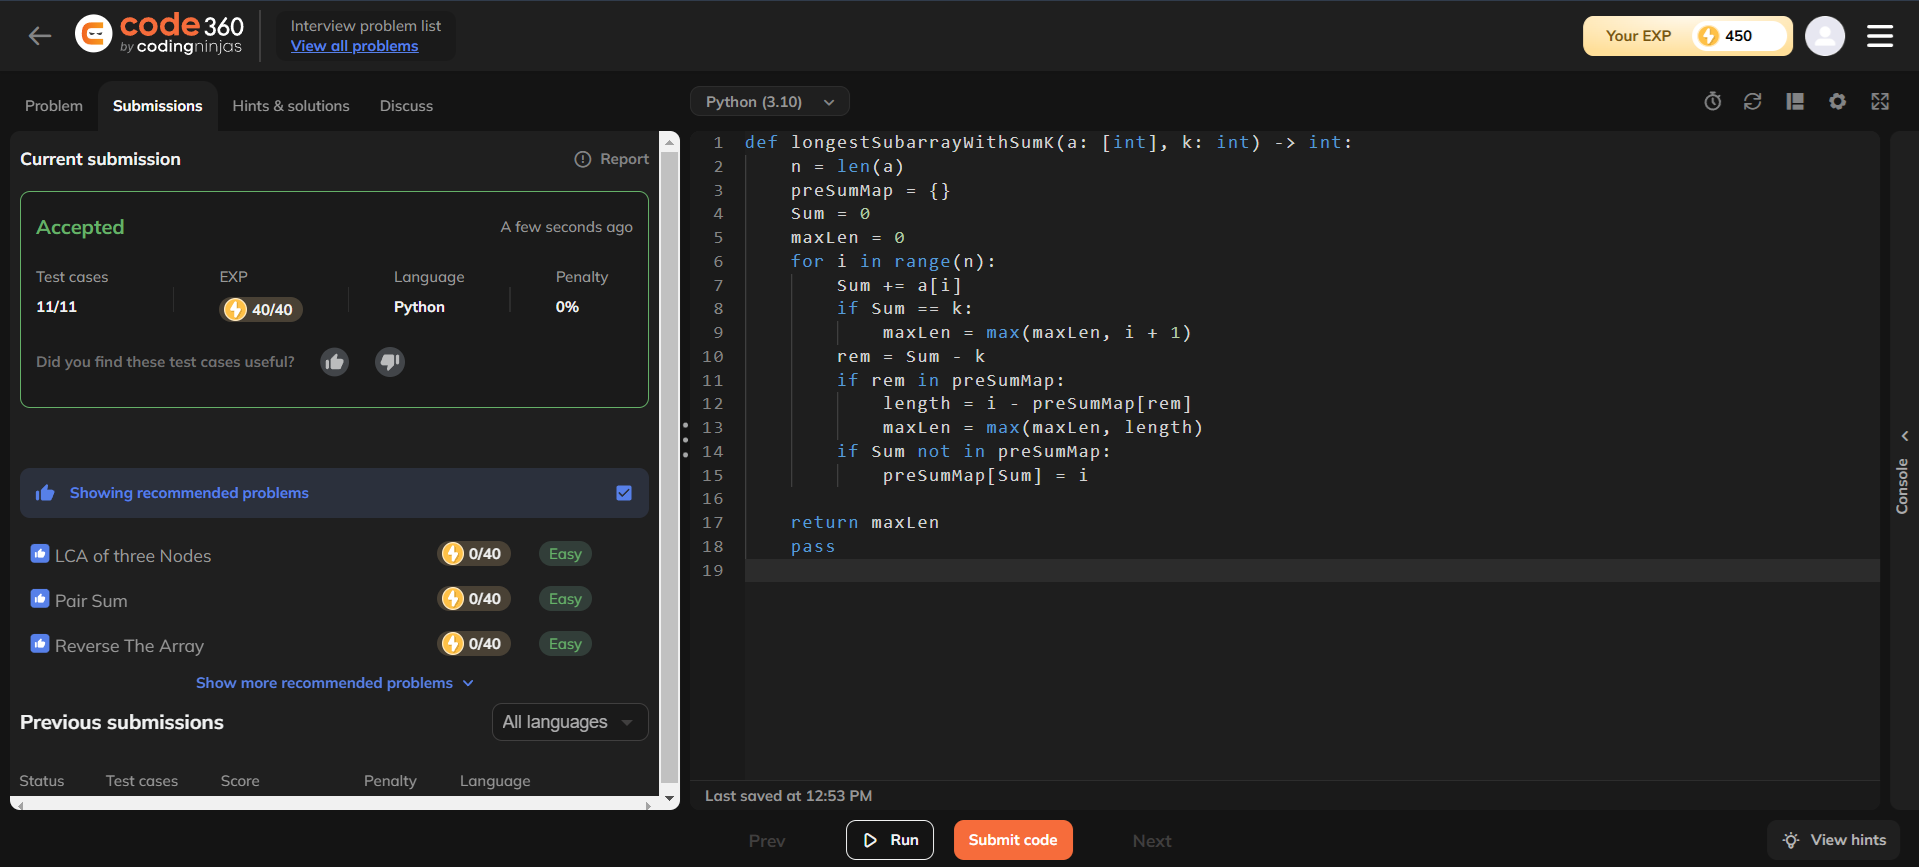 code 360
by codingninjas
Interview problem list
View all problems
Your EXP 450
Problem Submissions Hints & solutions Discuss
Current submission Report
Accepted A few seconds ago
Test cases EXP Language Penalty
11/11 40/40 Python 0%
Did you find these test cases useful?
Showing recommended problems
LCA of three Nodes 0/40 Easy
Pair Sum 0/40 Easy
Reverse The Array 0/40 Easy
Show more recommended problems
Previous submissions All languages
Status Test cases Score Penalty Language
Python (3.10)
1 def longestSubarrayWithSumK(a: [int], k: int) -> int:
2     n = len(a)
3     preSumMap = {}
4     Sum = 0
5     maxLen = 0
6     for i in range(n):
7         Sum += a[i]
8         if Sum == k:
9             maxLen = max(maxLen, i + 1)
10         rem = Sum - k
11         if rem in preSumMap:
12             length = i - preSumMap[rem]
13             maxLen = max(maxLen, length)
14         if Sum not in preSumMap:
15             preSumMap[Sum] = i
16
17     return maxLen
18     pass
19
Last saved at 12:53 PM
Console
Prev Run Submit code Next View hints